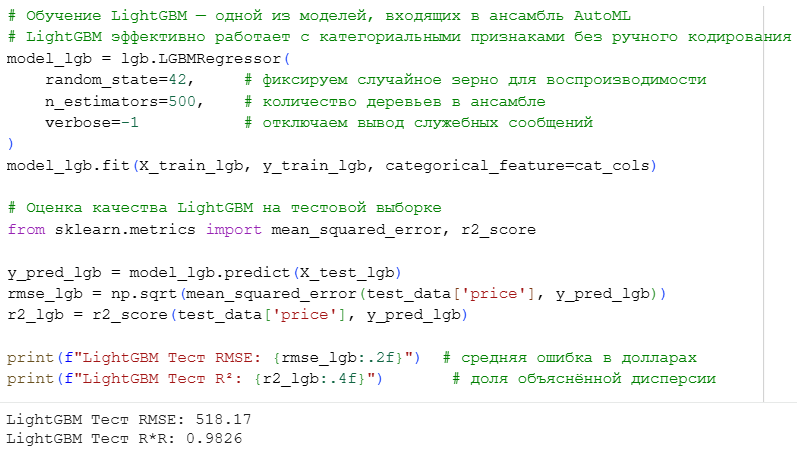 # Обучение LightGBM — одной из моделей, входящих в ансамбль AutoML
# LightGBM эффективно работает с категориальными признаками без ручного кодирования
model_lgb = lgb.LGBMRegressor(
    random_state=42,     # фиксируем случайное зерно для воспроизводимости
    n_estimators=500,    # количество деревьев в ансамбле
    verbose=-1           # отключаем вывод служебных сообщений
)
model_lgb.fit(X_train_lgb, y_train_lgb, categorical_feature=cat_cols)

# Оценка качества LightGBM на тестовой выборке
from sklearn.metrics import mean_squared_error, r2_score

y_pred_lgb = model_lgb.predict(X_test_lgb)
rmse_lgb = np.sqrt(mean_squared_error(test_data['price'], y_pred_lgb))
r2_lgb = r2_score(test_data['price'], y_pred_lgb)

print(f"LightGBM Тест RMSE: {rmse_lgb:.2f}")  # средняя ошибка в долларах
print(f"LightGBM Тест R²: {r2_lgb:.4f}")       # доля объяснённой дисперсии
LightGBM Тест RMSE: 518.17
LightGBM Тест R*R: 0.9826